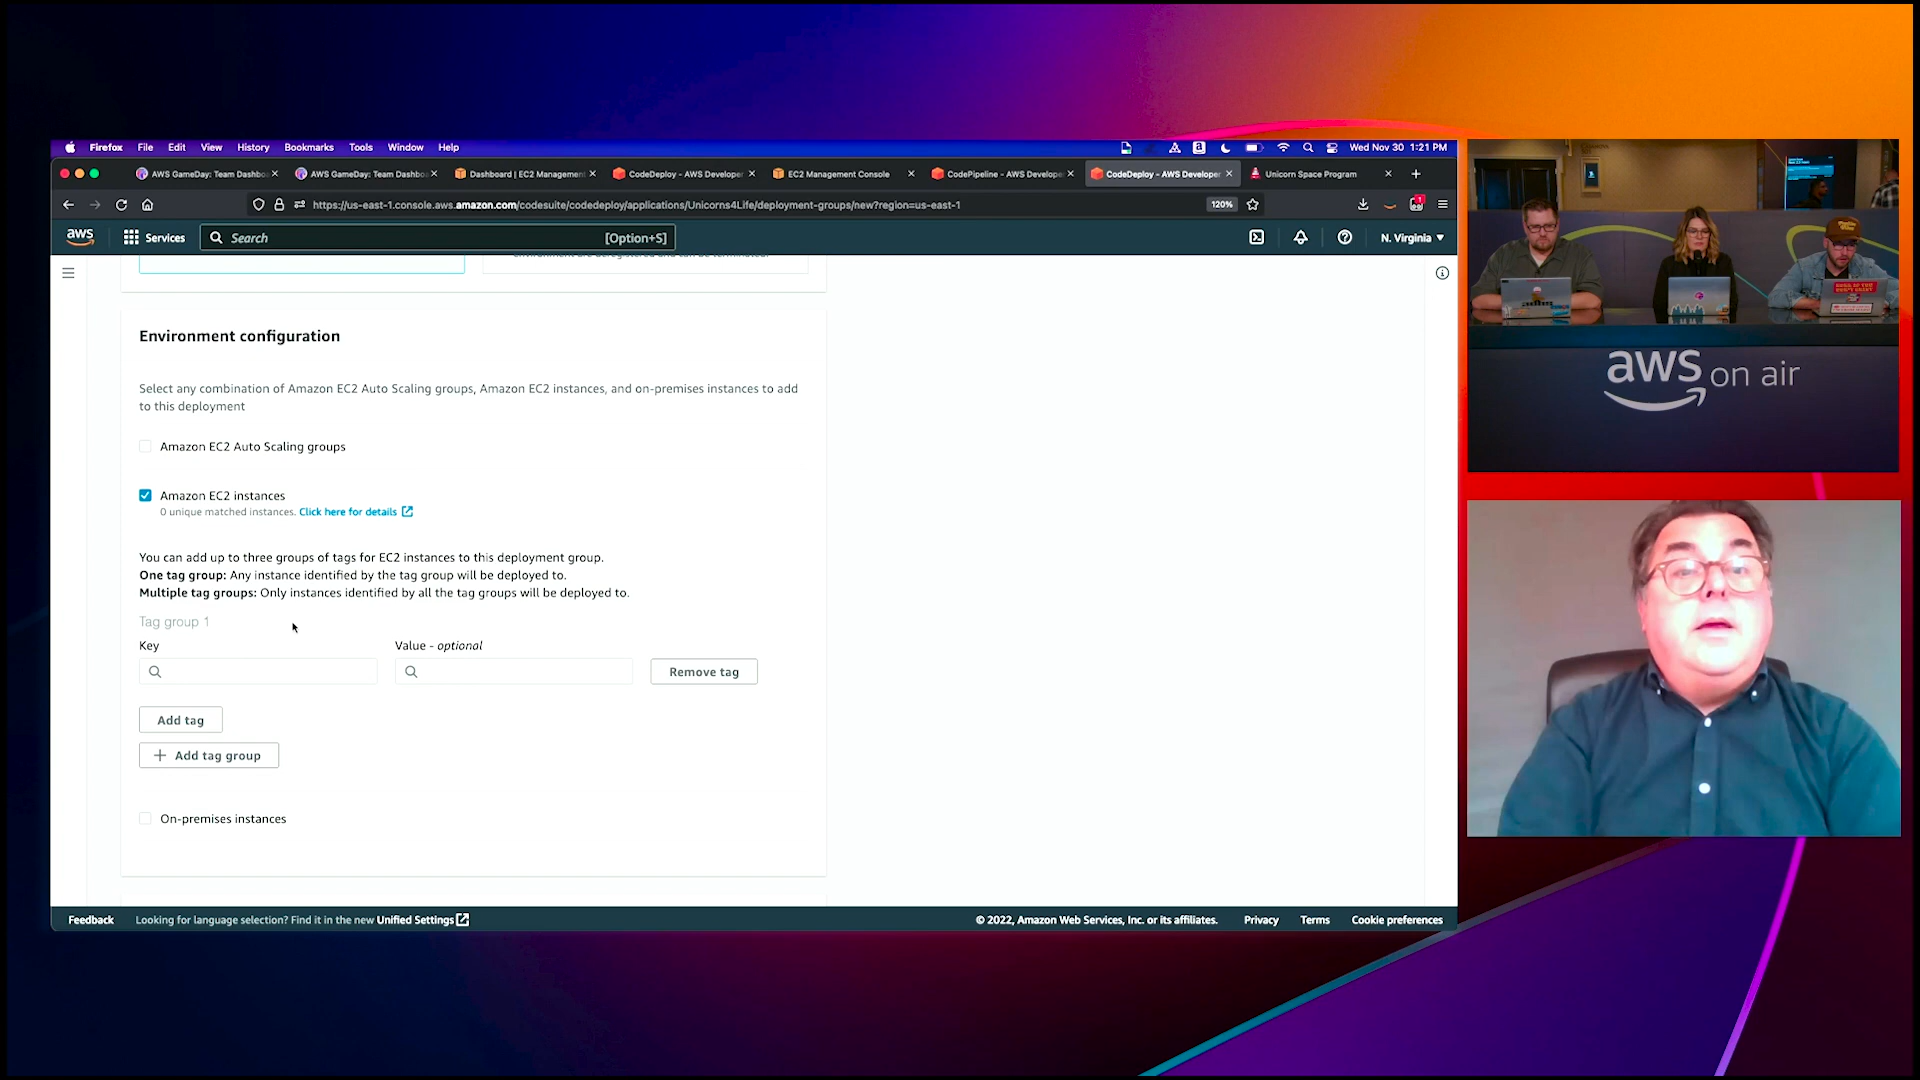 Firefox File Edit View History Bookmarks Tools Window Help
Wed Nov 30 1:21 PM
AWS GameDay: Team Dashbo
AWS GameDay: Team Dashbo
Dashboard | EC2 Managemen
CodeDeploy - AWS Developer
EC2 Management Console
CodePipeline - AWS Develope
CodeDeploy - AWS Developer
Unicorn Space Program
https://us-east-1.console.aws.amazon.com/codesuite/codedeploy/applications/Unicorns4Life/deployment-groups/new?region=us-east-1
120%
1
aws
Services
Search
[Option+S]
N. Virginia
Environment configuration
Select any combination of Amazon EC2 Auto Scaling groups, Amazon EC2 instances, and on-premises instances to add
to this deployment
Amazon EC2 Auto Scaling groups
Amazon EC2 instances
0 unique matched instances. Click here for details
You can add up to three groups of tags for EC2 instances to this deployment group.
One tag group: Any instance identified by the tag group will be deployed to.
Multiple tag groups: Only instances identified by all the tag groups will be deployed to.
Tag group 1
Key
Value - optional
Remove tag
Add tag
Add tag group
On-premises instances
Feedback
Looking for language selection? Find it in the new Unified Settings
© 2022, Amazon Web Services, Inc. or its affiliates.
Privacy
Terms
Cookie preferences
aws on air